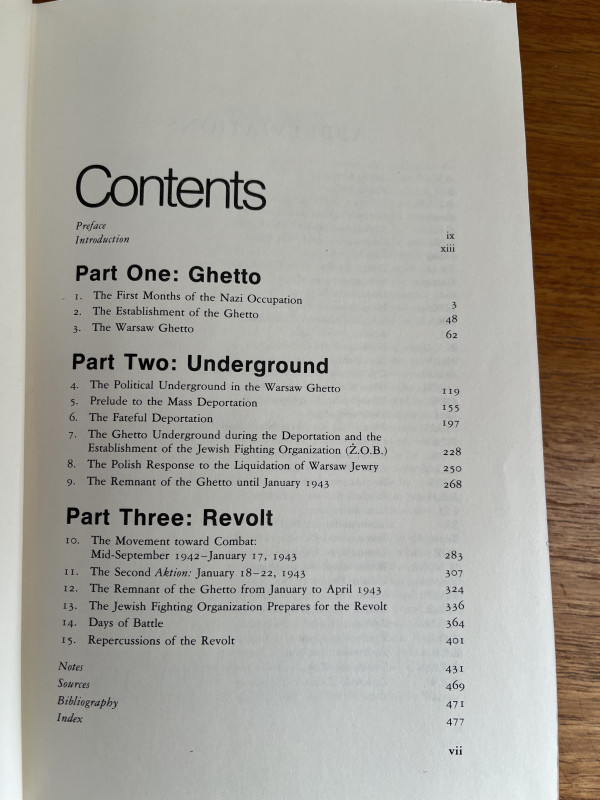 Contents
Preface ix
Introduction xiii
Part One: Ghetto
1. The First Months of the Nazi Occupation 3
2. The Establishment of the Ghetto 48
3. The Warsaw Ghetto 62
Part Two: Underground
4. The Political Underground in the Warsaw Ghetto 119
5. Prelude to the Mass Deportation 155
6. The Fateful Deportation 197
7. The Ghetto Underground during the Deportation and the
Establishment of the Jewish Fighting Organization (Ż.O.B.) 228
8. The Polish Response to the Liquidation of Warsaw Jewry 250
9. The Remnant of the Ghetto until January 1943 268
Part Three: Revolt
10. The Movement toward Combat:
Mid-September 1942–January 17, 1943 283
11. The Second Aktion: January 18–22, 1943 307
12. The Remnant of the Ghetto from January to April 1943 324
13. The Jewish Fighting Organization Prepares for the Revolt 336
14. Days of Battle 364
15. Repercussions of the Revolt 401
Notes 431
Sources 469
Bibliography 471
Index 477
vii